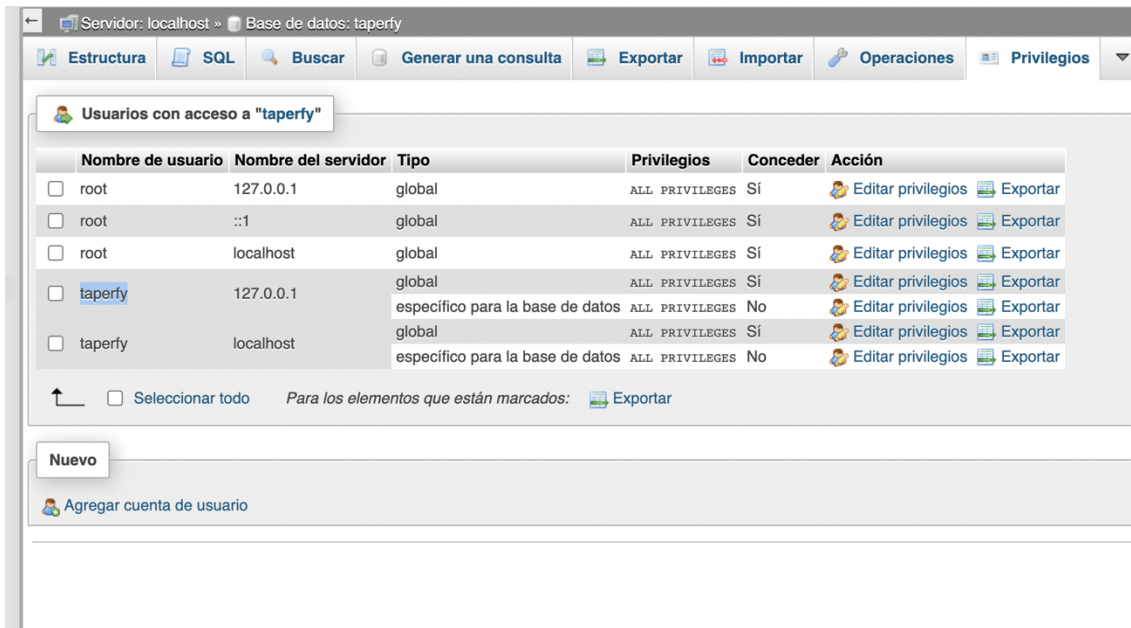 Servidor: localhost » Base de datos: taperfy
Estructura SQL Buscar Generar una consulta Exportar Importar Operaciones Privilegios
Usuarios con acceso a "taperfy"
Nombre de usuario Nombre del servidor Tipo Privilegios Conceder Acción
root 127.0.0.1 global ALL PRIVILEGES Sí Editar privilegios Exportar
root ::1 global ALL PRIVILEGES Sí Editar privilegios Exportar
root localhost global ALL PRIVILEGES Sí Editar privilegios Exportar
taperfy 127.0.0.1 global ALL PRIVILEGES Sí Editar privilegios Exportar
específico para la base de datos ALL PRIVILEGES No Editar privilegios Exportar
taperfy localhost global ALL PRIVILEGES Sí Editar privilegios Exportar
específico para la base de datos ALL PRIVILEGES No Editar privilegios Exportar
Seleccionar todo Para los elementos que están marcados: Exportar
Nuevo
Agregar cuenta de usuario